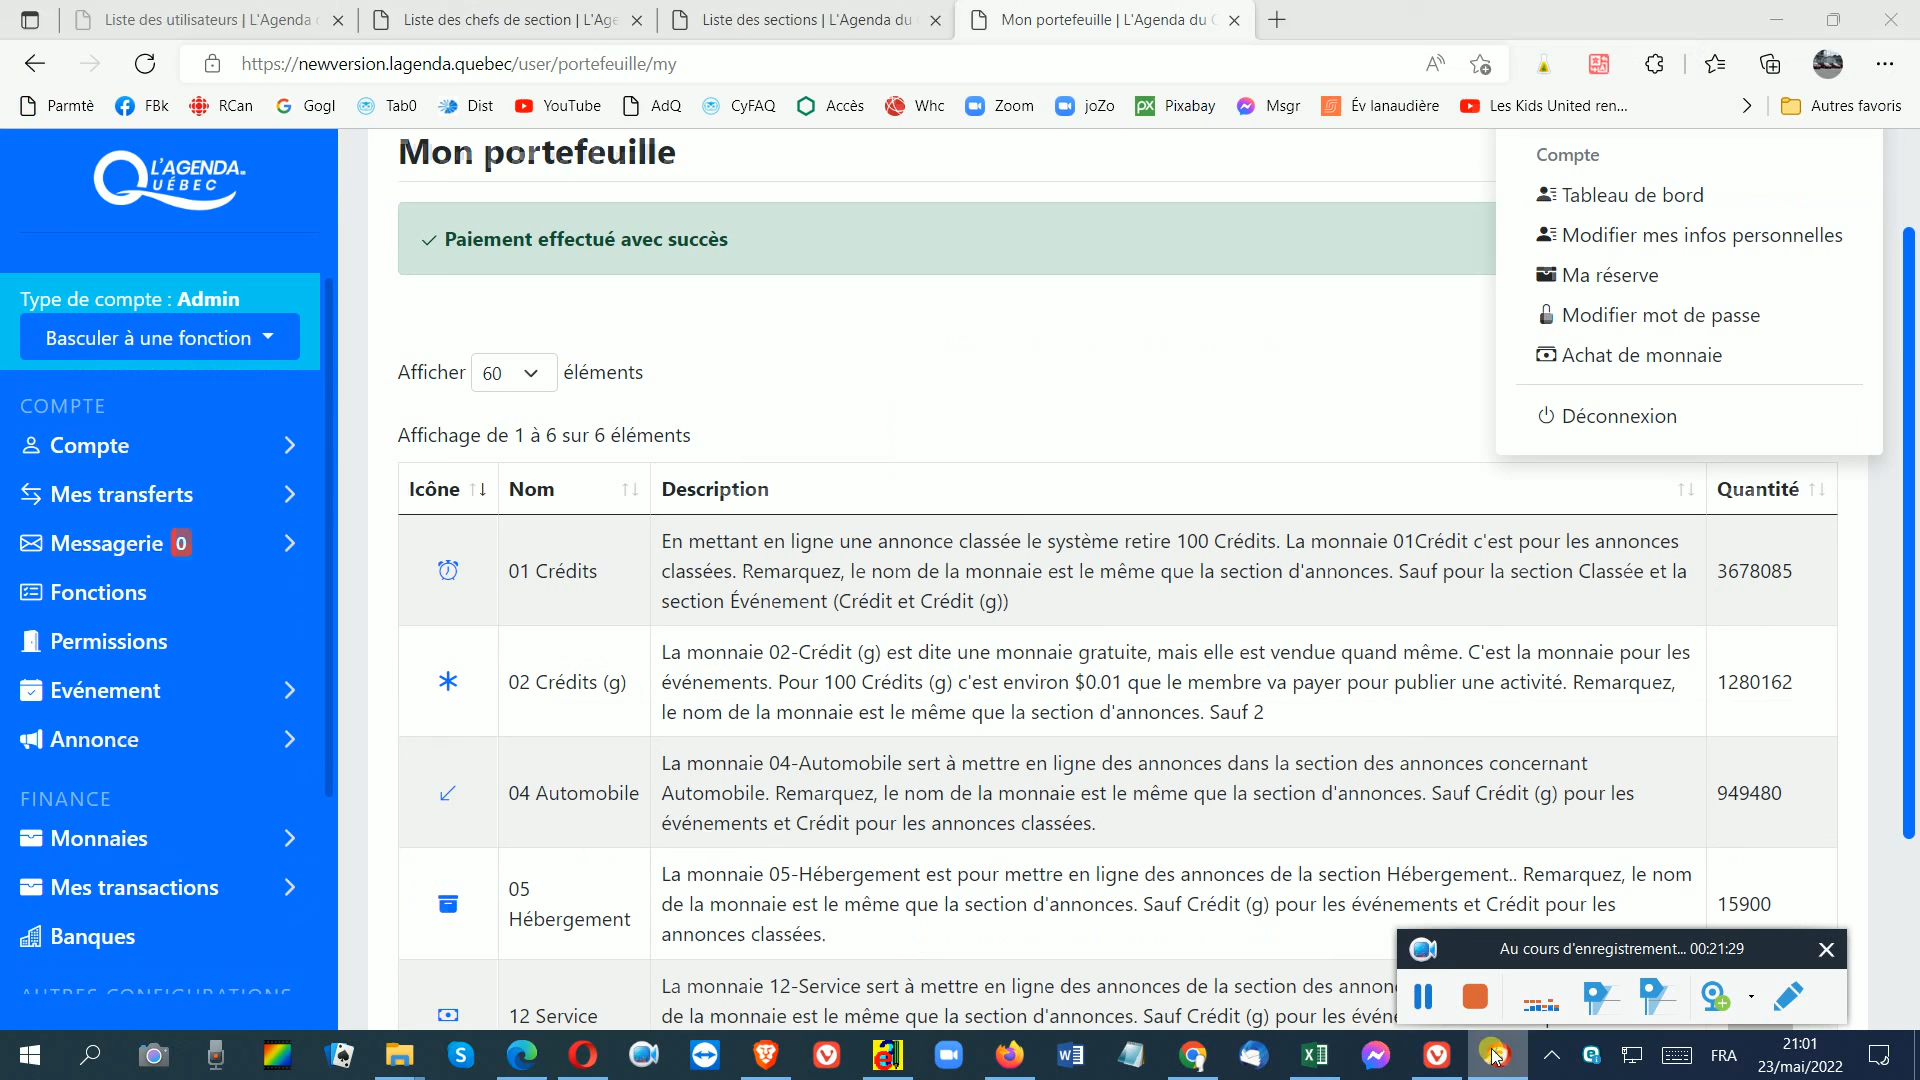 Liste des utilisateurs | L'Agenda
Liste des chefs de section | L'Age
Liste des sections | L'Agenda du
Mon portefeuille | L'Agenda du
https://newversion.lagenda.quebec/user/portefeuille/my
Parmtè
FBk
RCan
Gogl
Tab0
Dist
YouTube
AdQ
CyFAQ
Accès
Whc
Zoom
joZo
Pixabay
Msgr
Év lanaudière
Les Kids United ren...
Autres favoris
L'AGENDA.
QUÉBEC
Type de compte : Admin
Basculer à une fonction
COMPTE
Compte
Mes transferts
Messagerie 0
Fonctions
Permissions
Evénement
Annonce
FINANCE
Monnaies
Mes transactions
Banques
AUTRES CONFIGURATIONS
Mon portefeuille
Paiement effectué avec succès
Compte
Tableau de bord
Modifier mes infos personnelles
Ma réserve
Modifier mot de passe
Achat de monnaie
Déconnexion
Afficher 60 éléments
Affichage de 1 à 6 sur 6 éléments
Icône Nom Description Quantité
01 Crédits
En mettant en ligne une annonce classée le système retire 100 Crédits. La monnaie 01Crédit c'est pour les annonces
classées. Remarquez, le nom de la monnaie est le même que la section d'annonces. Sauf pour la section Classée et la
section Événement (Crédit et Crédit (g))
3678085
02 Crédits (g)
La monnaie 02-Crédit (g) est dite une monnaie gratuite, mais elle est vendue quand même. C'est la monnaie pour les
événements. Pour 100 Crédits (g) c'est environ $0.01 que le membre va payer pour publier une activité. Remarquez,
le nom de la monnaie est le même que la section d'annonces. Sauf 2
1280162
04 Automobile
La monnaie 04-Automobile sert à mettre en ligne des annonces dans la section des annonces concernant
Automobile. Remarquez, le nom de la monnaie est le même que la section d'annonces. Sauf Crédit (g) pour les
événements et Crédit pour les annonces classées.
949480
05
Hébergement
La monnaie 05-Hébergement est pour mettre en ligne des annonces de la section Hébergement.. Remarquez, le nom
de la monnaie est le même que la section d'annonces. Sauf Crédit (g) pour les événements et Crédit pour les
annonces classées.
15900
12 Service
La monnaie 12-Service sert à mettre en ligne des annonces de la section des annon
de la monnaie est le même que la section d'annonces. Sauf Crédit (g) pour les évén
Au cours d'enregistrement... 00:21:29
FRA
21:01
23/mai/2022